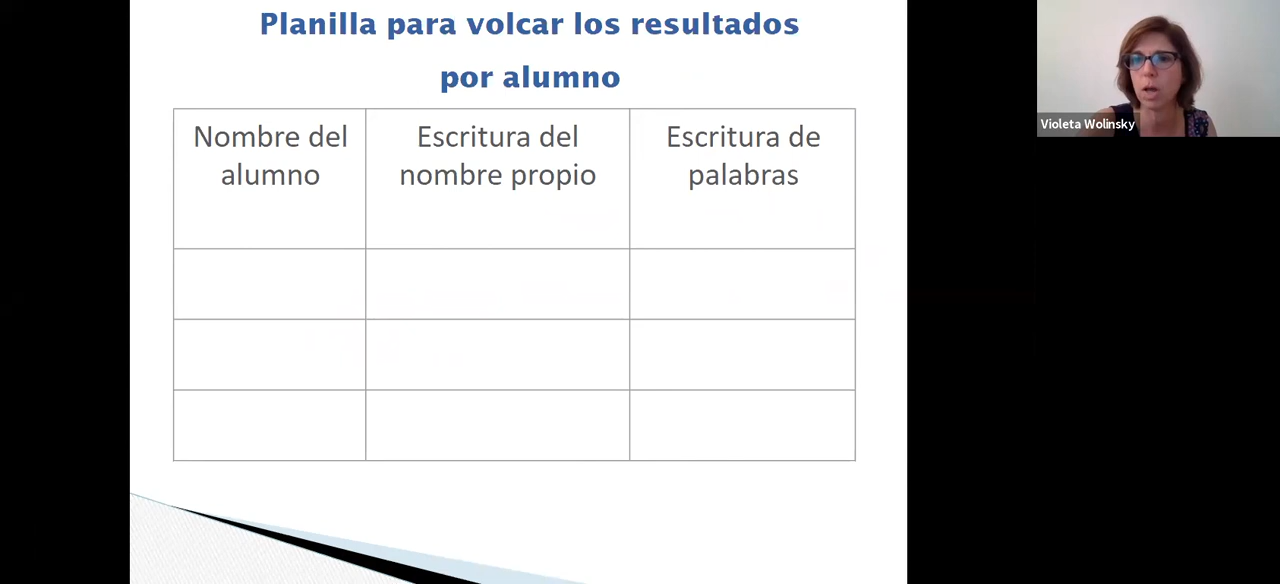 Planilla para volcar los resultados
por alumno
Nombre del
alumno
Escritura del
nombre propio
Escritura de
palabras
Violeta Wolinsky